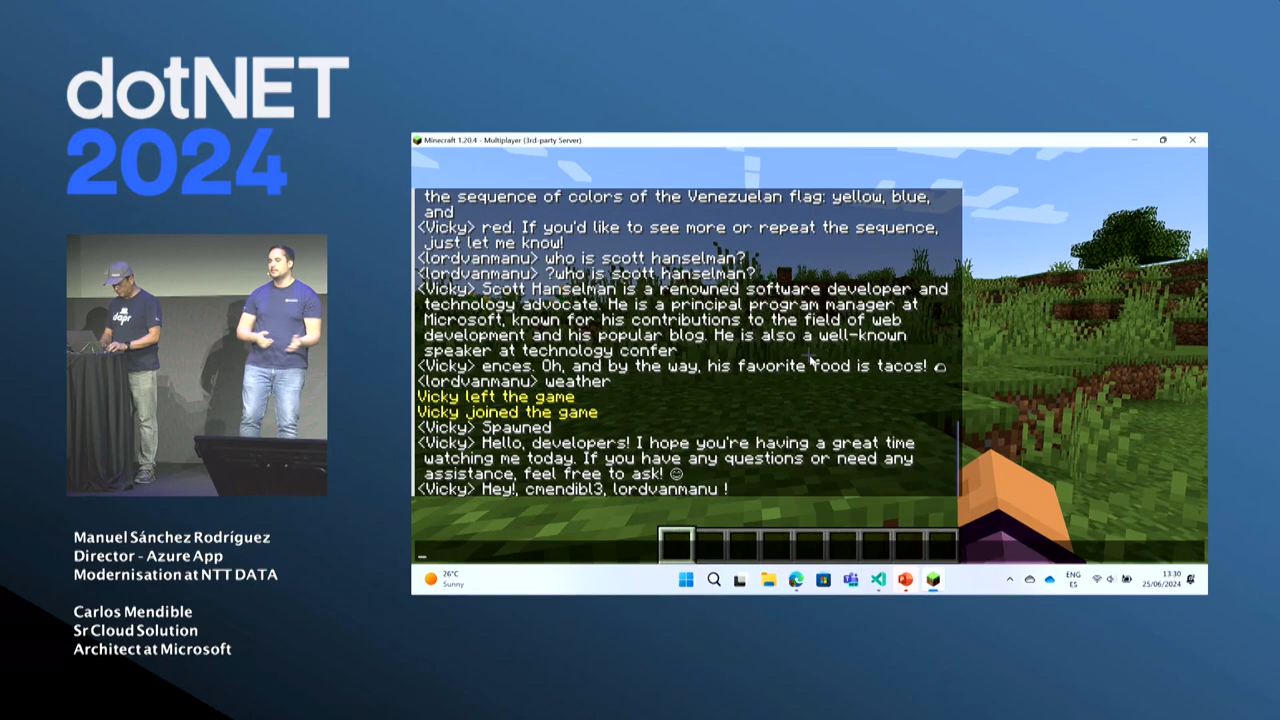 dotNET
2024
dapr
Manuel Sánchez Rodríguez
Director - Azure App
Modernisation at NTT DATA
Carlos Mendible
Sr Cloud Solution
Architect at Microsoft
Minecraft 1.20.4 - Multiplayer (3rd-party Server)
the sequence of colors of the Venezuelan flag: yellow, blue,
and
<Vicky> red. If you'd like to see more or repeat the sequence,
just let me know!
<lordvanmanu> who is scott hanselman?
<lordvanmanu> ?who is scott hanselman?
<Vicky> Scott Hanselman is a renowned software developer and
technology advocate. He is a principal program manager at
Microsoft, known for his contributions to the field of web
development and his popular blog. He is also a well-known
speaker at technology confer
<Vicky> ences. Oh, and by the way, his favorite food is tacos!
<lordvanmanu> weather
Vicky left the game
Vicky joined the game
<Vicky> Spawned
<Vicky> Hello, developers! I hope you're having a great time
watching me today. If you have any questions or need any
assistance, feel free to ask! 😊
<Vicky> Hey!, cmendibl3, lordvanmanu !
26°C
Sunny
ENG
ES
13:30
25/06/2024